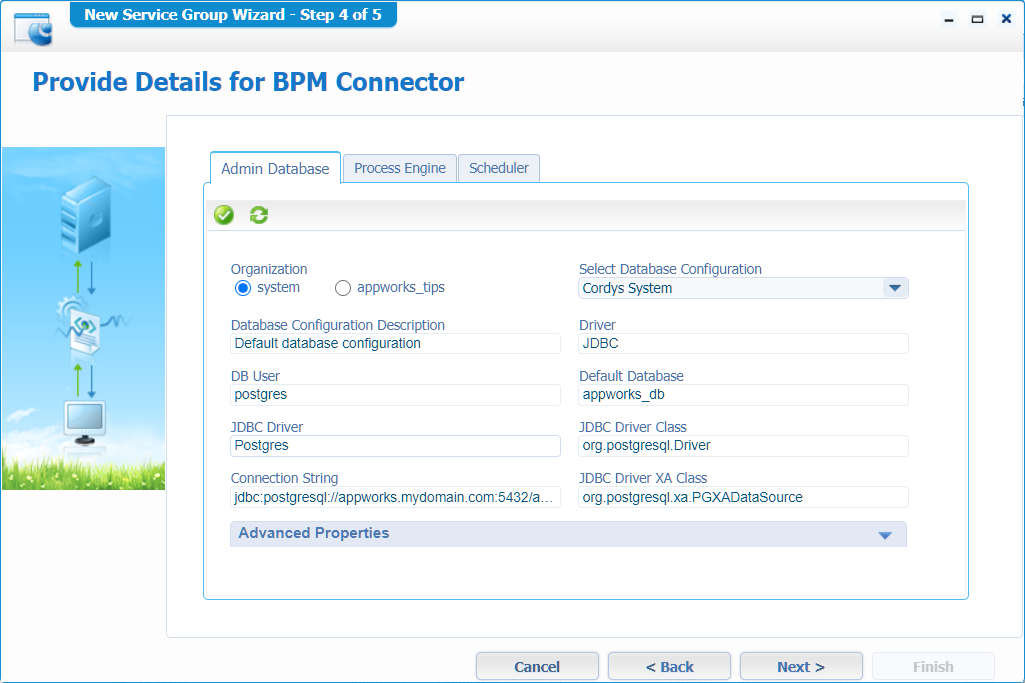 New Service Group Wizard - Step 4 of 5
Provide Details for BPM Connector
Admin Database Process Engine Scheduler
Organization
system appworks_tips
Select Database Configuration
Cordys System
Database Configuration Description
Default database configuration
Driver
JDBC
DB User
postgres
Default Database
appworks_db
JDBC Driver
Postgres
JDBC Driver Class
org.postgresql.Driver
Connection String
jdbc:postgresql://appworks.mydomain.com:5432/a...
JDBC Driver XA Class
org.postgresql.xa.PGXADataSource
Advanced Properties
Cancel < Back Next > Finish